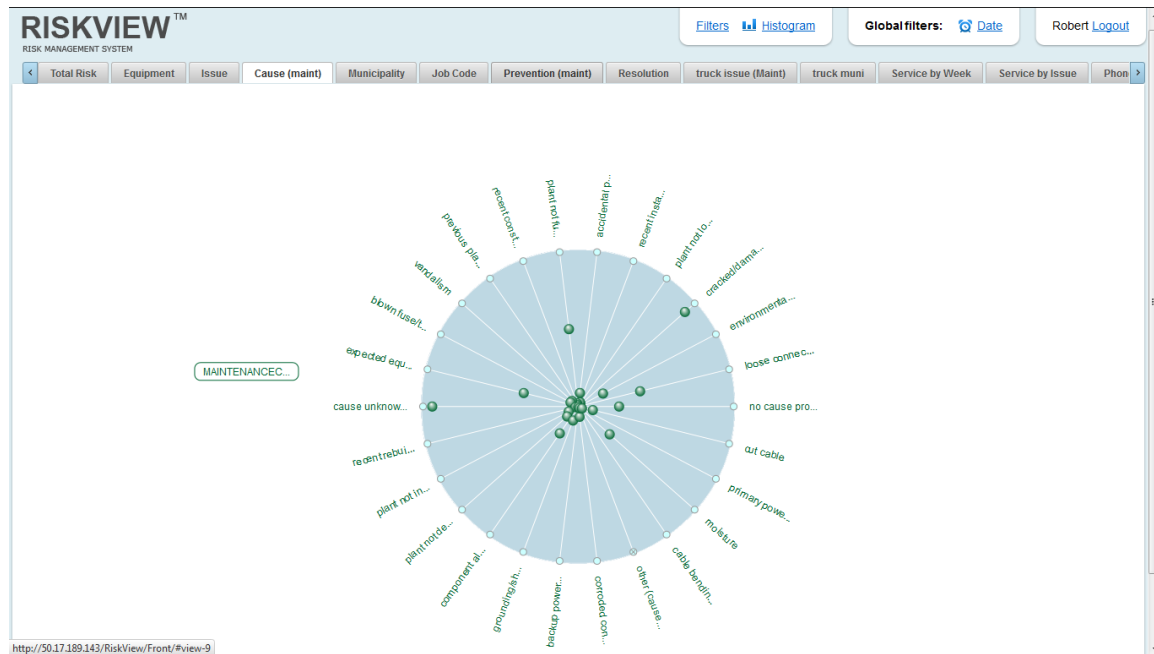 RISKVIEW™
RISK MANAGEMENT SYSTEM
Filters Histogram
Global filters: Date
Robert Logout
Total Risk Equipment Issue Cause (maint) Municipality Job Code Prevention (maint) Resolution truck issue (Maint) truck muni Service by Week Service by Issue Phon
plant not fu...
accidental p...
recent const...
recent insta...
previous pla...
plant not lo...
vandalism
cracked/dama...
blown fuse/t...
environmenta...
expected equ...
loose connec...
MAINTENANCEC...
cause unknow...
no cause pro...
recent rebui...
cut cable
plant not in...
primary powe...
plant not de...
moisture
component al...
cable bendin...
grounding/sh...
other (cause...
backup power...
corroded con...
http://50.17.189.143/RiskView/Front/#view-9